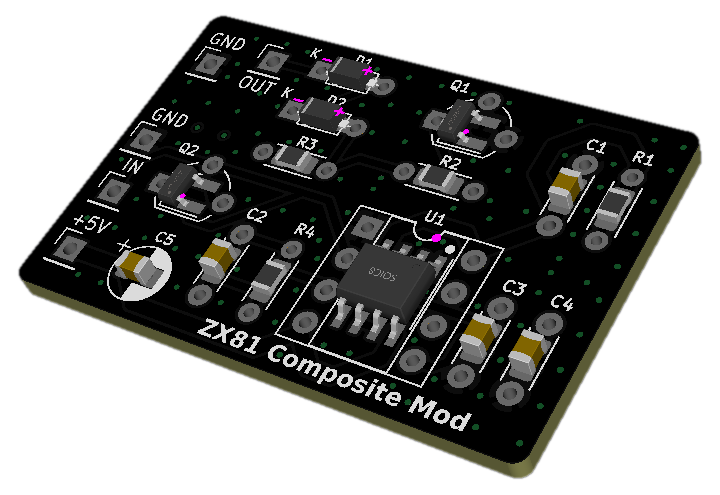 GND
OUT
K
D1
K
D2
Q1
GND
IN
Q2
R3
R2
C1
R1
+5V
+
C5
C2
R4
U1
SOIC8
C3
C4
ZX81 Composite Mod